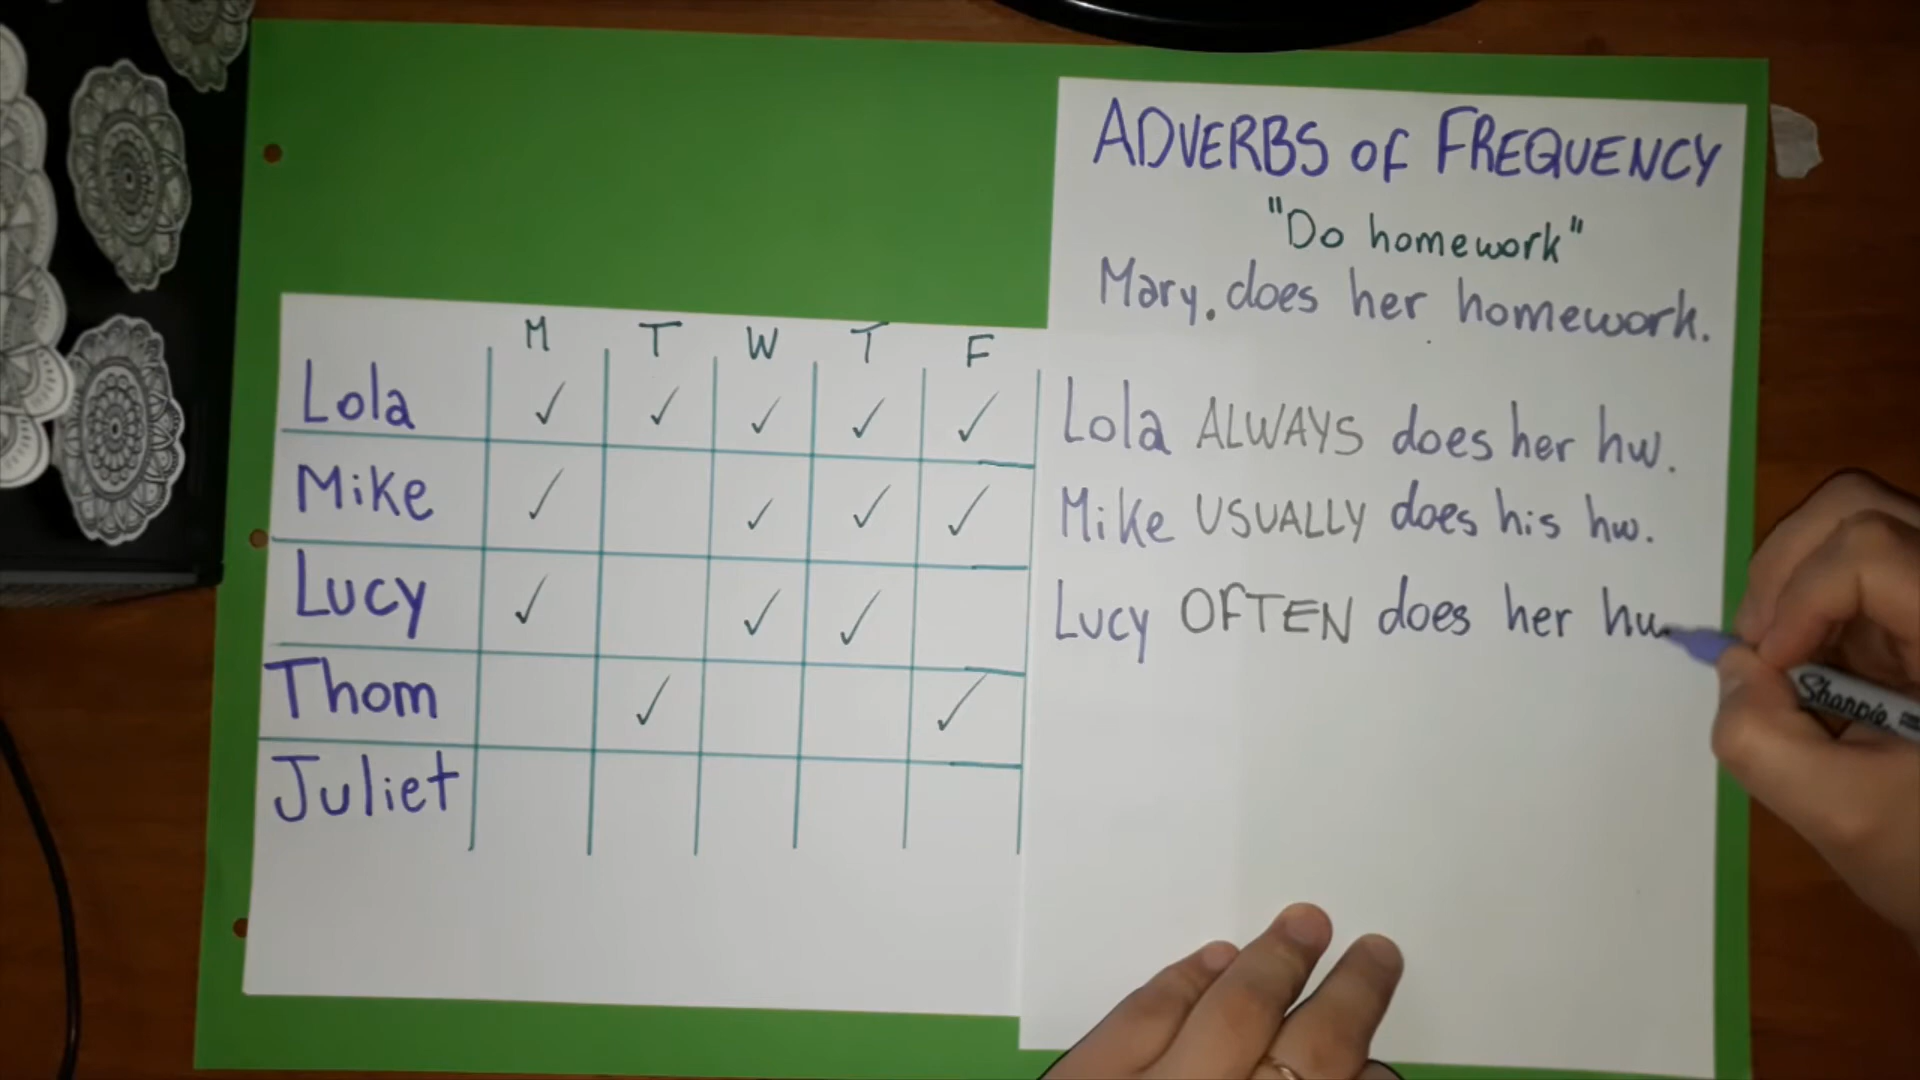 ADVERBS of FREQUENCY
"Do homework"
Mary. does her homework.
M T W T F
Lola ✓ ✓ ✓ ✓ ✓
Mike ✓ ✓ ✓ ✓
Lucy ✓ ✓ ✓
Thom ✓ ✓
Juliet
Lola ALWAYS does her hw.
Mike USUALLY does his hw.
Lucy OFTEN does her hw
Sharpie